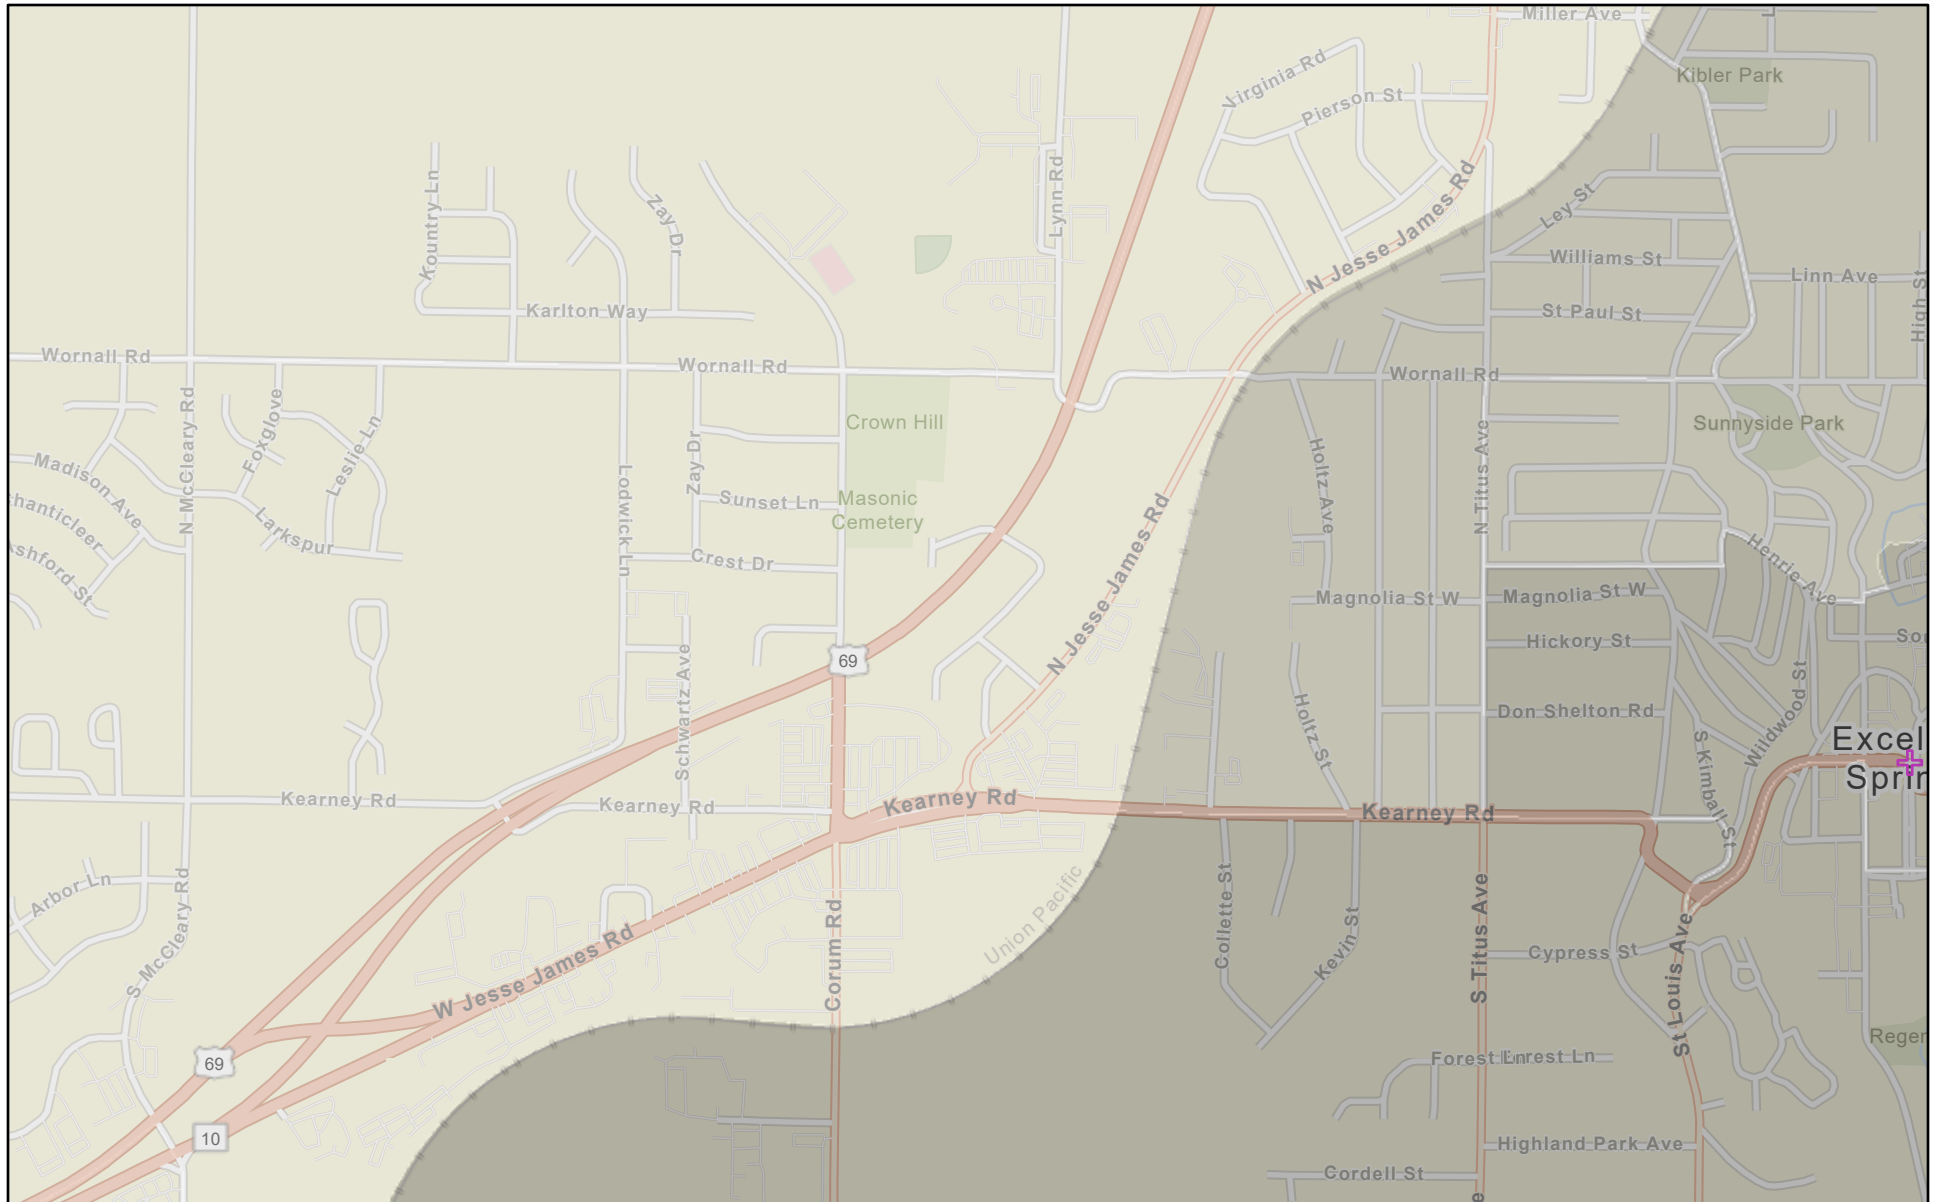 Miller Ave
Kibler Park
Virginia Rd
Pierson St
Lynn Rd
Kountry Ln
Zay Dr
N Jesse James Rd
Ley St
Williams St
Linn Ave
High St
Karlton Way
St Paul St
Wornall Rd
Wornall Rd
Wornall Rd
N McCleary Rd
Foxglove
Leslie Ln
Crown Hill
Sunnyside Park
Madison Ave
hanticleer
shford St
Larkspur
Lodwick Ln
Zay Dr
Sunset Ln
Masonic
Cemetery
Crest Dr
N Jesse James Rd
Holtz Ave
N Titus Ave
Henrie Ave
Magnolia St W
Magnolia St W
Hickory St
So
69
Schwartz Ave
Holtz St
Don Shelton Rd
S Kimball St
Wildwood St
Excel
Sprin
Kearney Rd
Kearney Rd
Kearney Rd
Kearney Rd
Arbor Ln
S McCleary Rd
W Jesse James Rd
Corum Rd
Union Pacific
Collette St
Kevin St
S Titus Ave
Cypress St
St Louis Ave
Regen
69
Forest Ln
Forest Ln
10
Highland Park Ave
Cordell St
e